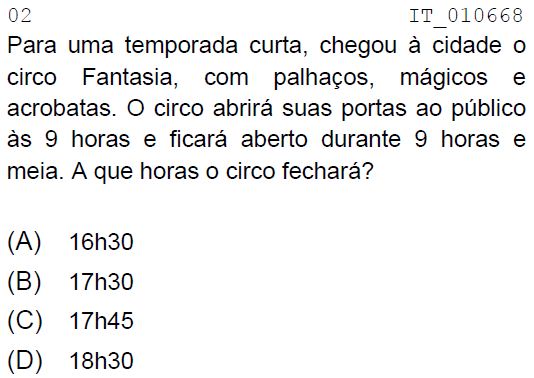 02 IT_010668
Para uma temporada curta, chegou à cidade o
circo Fantasia, com palhaços, mágicos e
acrobatas. O circo abrirá suas portas ao público
às 9 horas e ficará aberto durante 9 horas e
meia. A que horas o circo fechará?
(A) 16h30
(B) 17h30
(C) 17h45
(D) 18h30